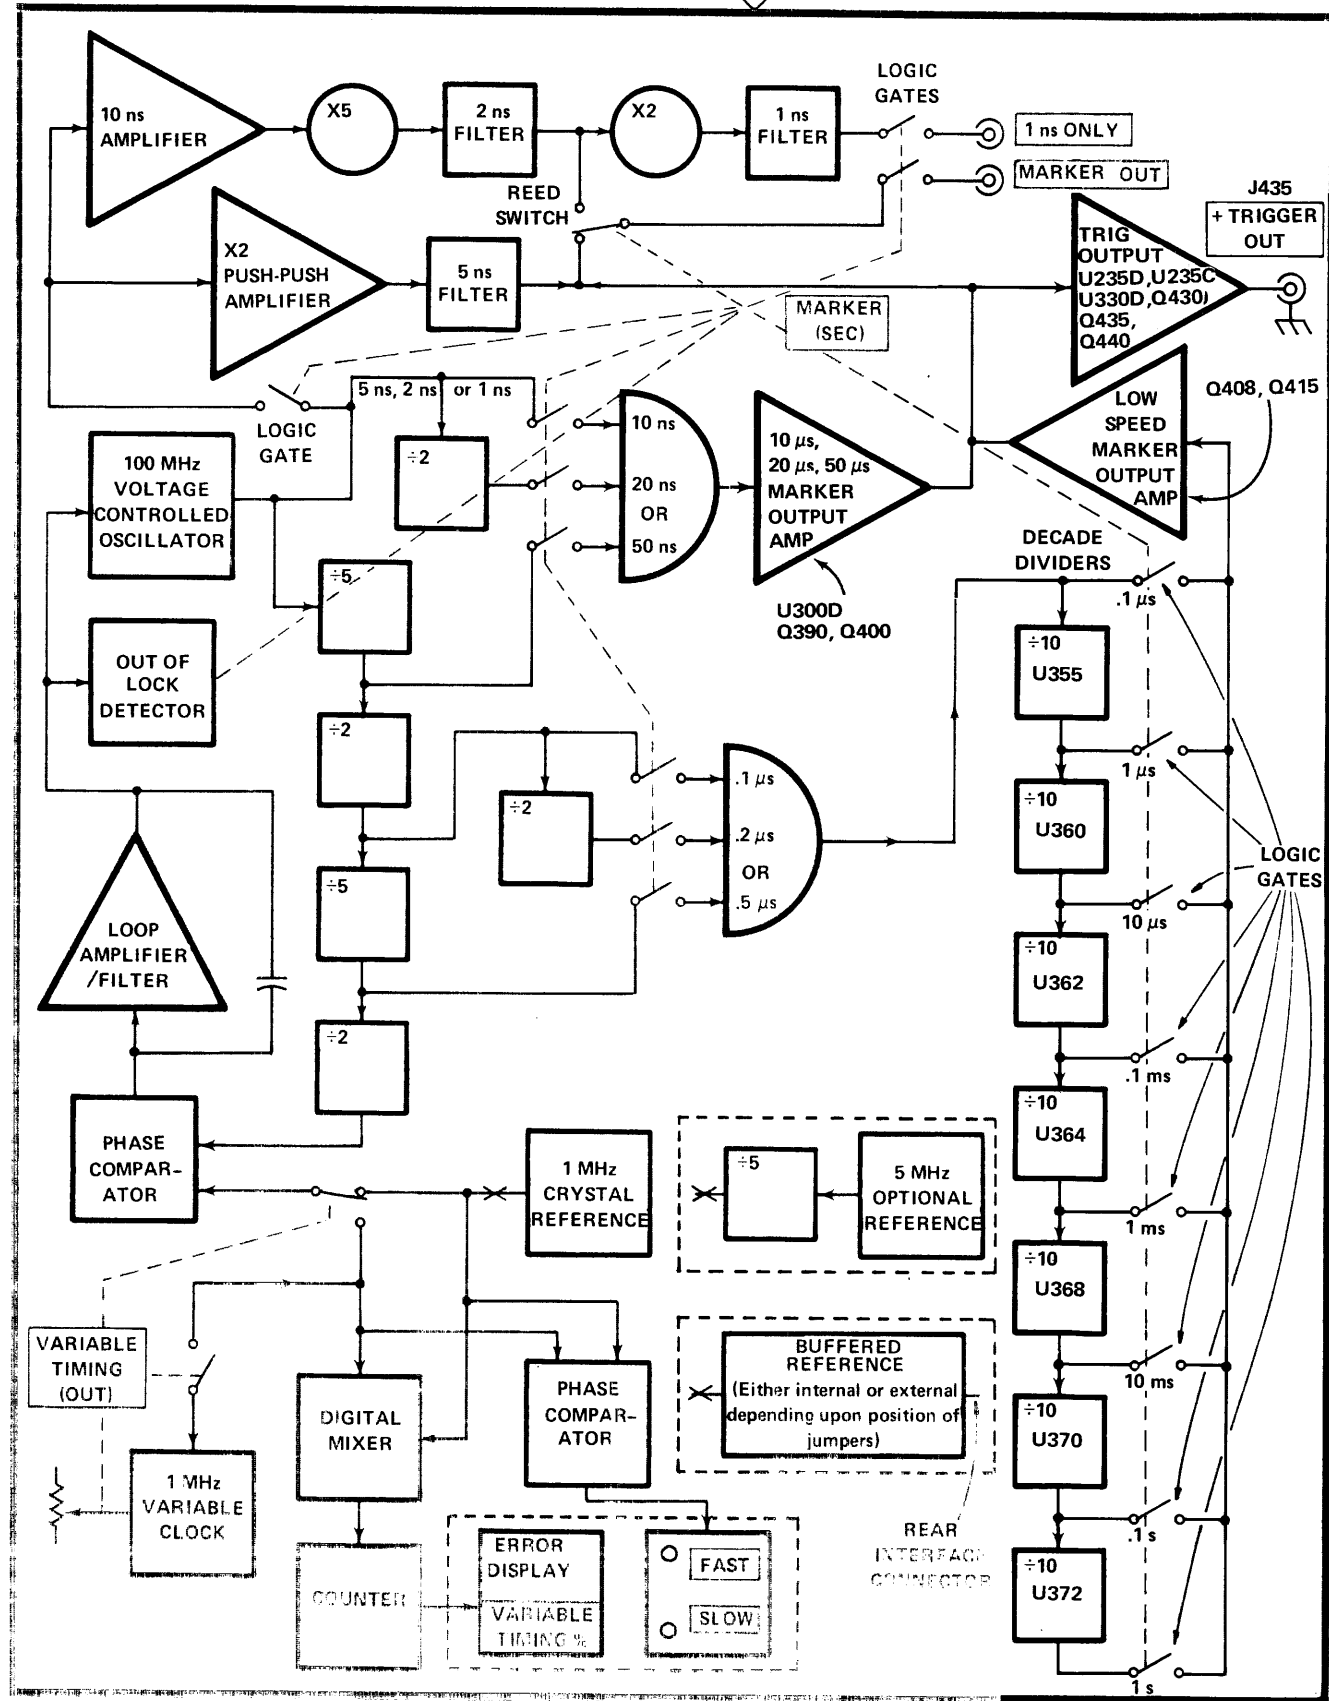 LOGIC
GATES
10 ns
AMPLIFIER
X5
2 ns
FILTER
X2
1 ns
FILTER
1 ns ONLY
MARKER OUT
REED
SWITCH
J435
+ TRIGGER
OUT
X2
PUSH-PUSH
AMPLIFIER
5 ns
FILTER
TRIG
OUTPUT
U235D, U235C
U330D, Q430)
Q435,
Q440
MARKER
(SEC)
5 ns, 2 ns or 1 ns
LOGIC
GATE
÷2
10 ns
20 ns
OR
50 ns
10 µs,
20 µs, 50 µs
MARKER
OUTPUT
AMP
U300D
Q390, Q400
LOW
SPEED
MARKER
OUTPUT
AMP
Q408, Q415
100 MHz
VOLTAGE
CONTROLLED
OSCILLATOR
÷5
OUT OF
LOCK
DETECTOR
÷2
÷2
.1 µs
.2 µs
OR
.5 µs
÷5
÷2
LOOP
AMPLIFIER
/FILTER
DECADE
DIVIDERS
.1 µs
÷10
U355
1 µs
÷10
U360
LOGIC
GATES
10 µs
÷10
U362
.1 ms
÷10
U364
1 ms
÷10
U368
10 ms
÷10
U370
.1 s
÷10
U372
1 s
PHASE
COMPAR-
ATOR
1 MHz
CRYSTAL
REFERENCE
÷5
5 MHz
OPTIONAL
REFERENCE
VARIABLE
TIMING
(OUT)
1 MHz
VARIABLE
CLOCK
DIGITAL
MIXER
PHASE
COMPAR-
ATOR
BUFFERED
REFERENCE
(Either internal or external
depending upon position of
jumpers)
REAR
INTERFACE
CONNECTOR
COUNTER
ERROR
DISPLAY
VARIABLE
TIMING %
FAST
SLOW